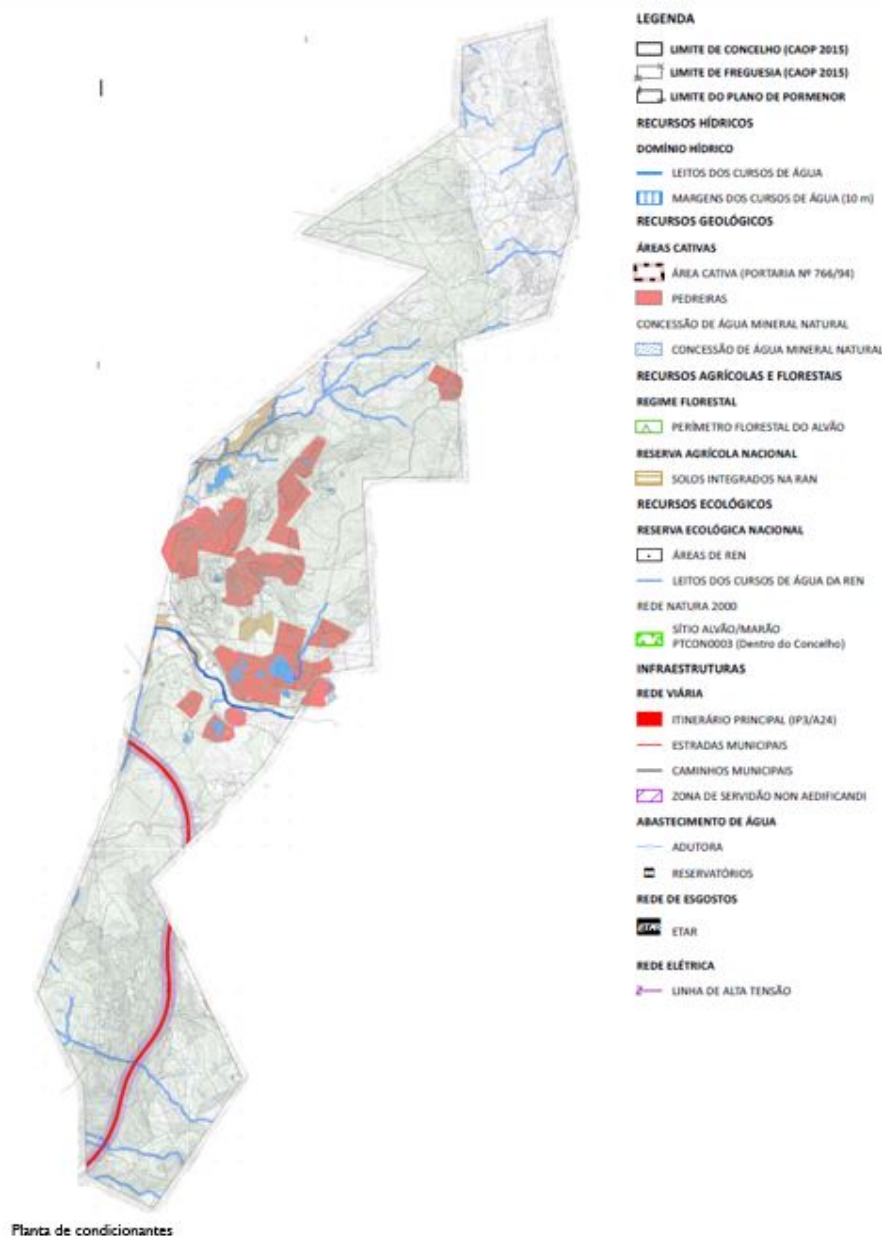 LEGENDA
LIMITE DE CONCELHO (CAOP 2015)
LIMITE DE FREGUESIA (CAOP 2015)
LIMITE DO PLANO DE PORMENOR
RECURSOS HÍDRICOS
DOMÍNIO HÍDRICO
LEITOS DOS CURSOS DE ÁGUA
MARGENS DOS CURSOS DE ÁGUA (10 m)
RECURSOS GEOLÓGICOS
ÁREAS CATIVAS
ÁREA CATIVA (PORTARIA Nº 766/94)
PEDREIRAS
CONCESSÃO DE ÁGUA MINERAL NATURAL
CONCESSÃO DE ÁGUA MINERAL NATURAL
RECURSOS AGRÍCOLAS E FLORESTAIS
REGIME FLORESTAL
PERÍMETRO FLORESTAL DO ALVÃO
RESERVA AGRÍCOLA NACIONAL
SOLOS INTEGRADOS NA RAN
RECURSOS ECOLÓGICOS
RESERVA ECOLÓGICA NACIONAL
ÁREAS DE REN
LEITOS DOS CURSOS DE ÁGUA DA REN
REDE NATURA 2000
SÍTIO ALVÃO/MARÃO
PTCON0003 (Dentro do Concelho)
INFRAESTRUTURAS
REDE VIÁRIA
ITINERÁRIO PRINCIPAL (IP3/A24)
ESTRADAS MUNICIPAIS
CAMINHOS MUNICIPAIS
ZONA DE SERVIDÃO NON AEDIFICANDI
ABASTECIMENTO DE ÁGUA
ADUTORA
RESERVATÓRIOS
REDE DE ESGOSTOS
ETAR ETAR
REDE ELÉTRICA
LINHA DE ALTA TENSÃO
Planta de condicionantes